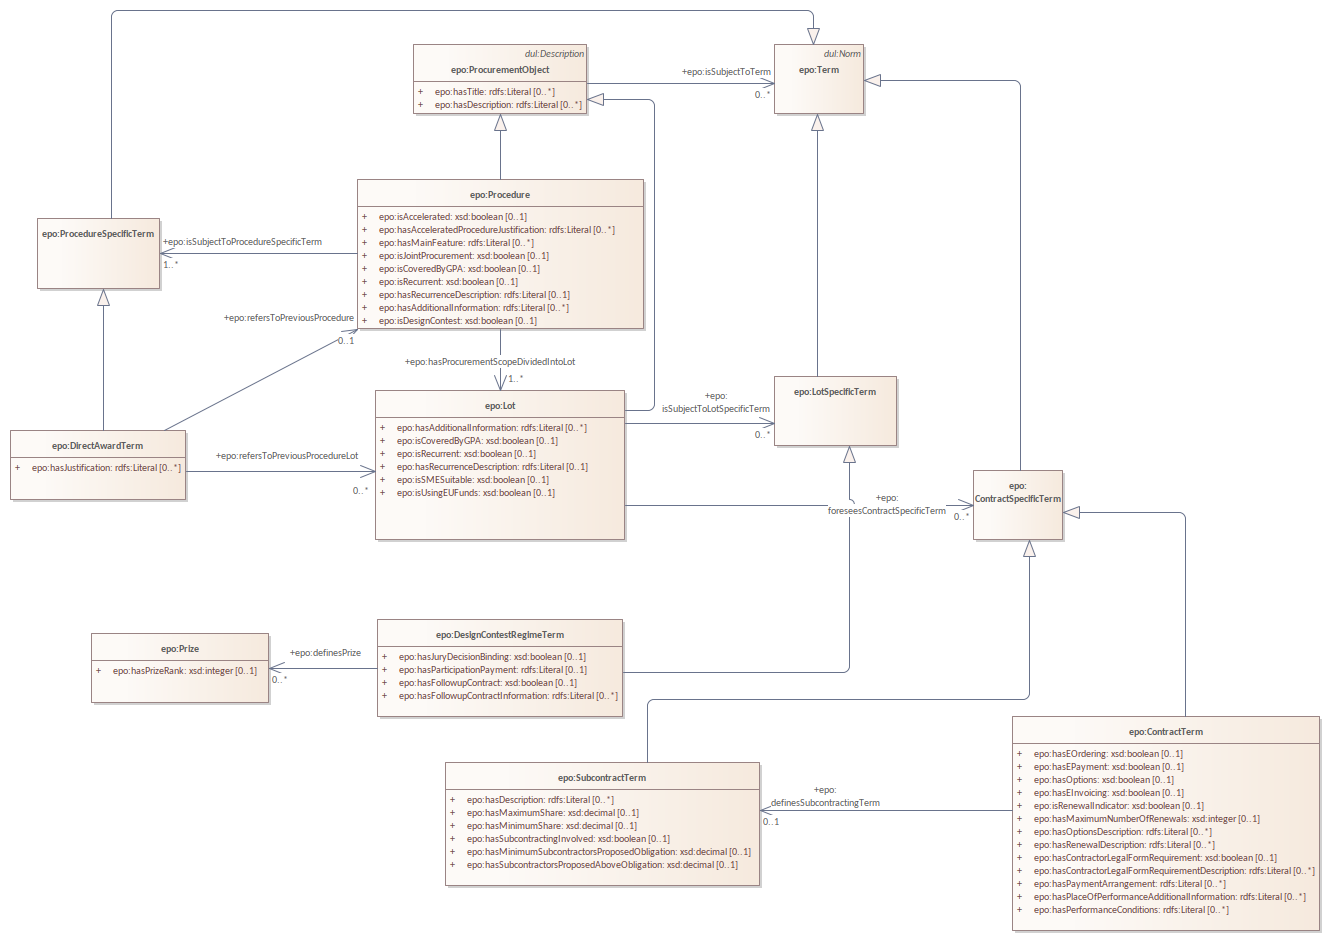 dul:Description
epo:ProcurementObject
+ epo:hasTitle: rdfs:Literal [0..*]
+ epo:hasDescription: rdfs:Literal [0..*]
+epo:isSubjectToTerm
0..*
dul:Norm
epo:Term
epo:Procedure
+ epo:isAccelerated: xsd:boolean [0..1]
+ epo:hasAcceleratedProcedureJustification: rdfs:Literal [0..*]
+ epo:hasMainFeature: rdfs:Literal [0..*]
+ epo:isJointProcurement: xsd:boolean [0..1]
+ epo:isCoveredByGPA: xsd:boolean [0..1]
+ epo:isRecurrent: xsd:boolean [0..1]
+ epo:hasRecurrenceDescription: rdfs:Literal [0..1]
+ epo:hasAdditionalInformation: rdfs:Literal [0..*]
+ epo:isDesignContest: xsd:boolean [0..1]
epo:ProcedureSpecificTerm
+epo:isSubjectToProcedureSpecificTerm
1..*
+epo:refersToPreviousProcedure
0..1
+epo:hasProcurementScopeDividedIntoLot
1..*
epo:Lot
+ epo:hasAdditionalInformation: rdfs:Literal [0..*]
+ epo:isCoveredByGPA: xsd:boolean [0..1]
+ epo:isRecurrent: xsd:boolean [0..1]
+ epo:hasRecurrenceDescription: rdfs:Literal [0..1]
+ epo:isSMESuitable: xsd:boolean [0..1]
+ epo:isUsingEUFunds: xsd:boolean [0..1]
+epo:
isSubjectToLotSpecificTerm
0..*
epo:LotSpecificTerm
epo:DirectAwardTerm
+ epo:hasJustification: rdfs:Literal [0..*]
+epo:refersToPreviousProcedureLot
0..*
+epo:
foreseesContractSpecificTerm
0..*
epo:
ContractSpecificTerm
epo:Prize
+ epo:hasPrizeRank: xsd:integer [0..1]
+epo:definesPrize
0..*
epo:DesignContestRegimeTerm
+ epo:hasJuryDecisionBinding: xsd:boolean [0..1]
+ epo:hasParticipationPayment: rdfs:Literal [0..1]
+ epo:hasFollowupContract: xsd:boolean [0..1]
+ epo:hasFollowupContractInformation: rdfs:Literal [0..*]
epo:SubcontractTerm
+ epo:hasDescription: rdfs:Literal [0..*]
+ epo:hasMaximumShare: xsd:decimal [0..1]
+ epo:hasMinimumShare: xsd:decimal [0..1]
+ epo:hasSubcontractingInvolved: xsd:boolean [0..1]
+ epo:hasMinimumSubcontractorsProposedObligation: xsd:decimal [0..1]
+ epo:hasSubcontractorsProposedAboveObligation: xsd:decimal [0..1]
+epo:
definesSubcontractingTerm
0..1
epo:ContractTerm
+ epo:hasEOrdering: xsd:boolean [0..1]
+ epo:hasEPayment: xsd:boolean [0..1]
+ epo:hasOptions: xsd:boolean [0..1]
+ epo:hasEInvoicing: xsd:boolean [0..1]
+ epo:isRenewalIndicator: xsd:boolean [0..1]
+ epo:hasMaximumNumberOfRenewals: xsd:integer [0..1]
+ epo:hasOptionsDescription: rdfs:Literal [0..*]
+ epo:hasRenewalDescription: rdfs:Literal [0..*]
+ epo:hasContractorLegalFormRequirement: xsd:boolean [0..1]
+ epo:hasContractorLegalFormRequirementDescription: rdfs:Literal [0..*]
+ epo:hasPaymentArrangement: rdfs:Literal [0..*]
+ epo:hasPlaceOfPerformanceAdditionalInformation: rdfs:Literal [0..*]
+ epo:hasPerformanceConditions: rdfs:Literal [0..*]